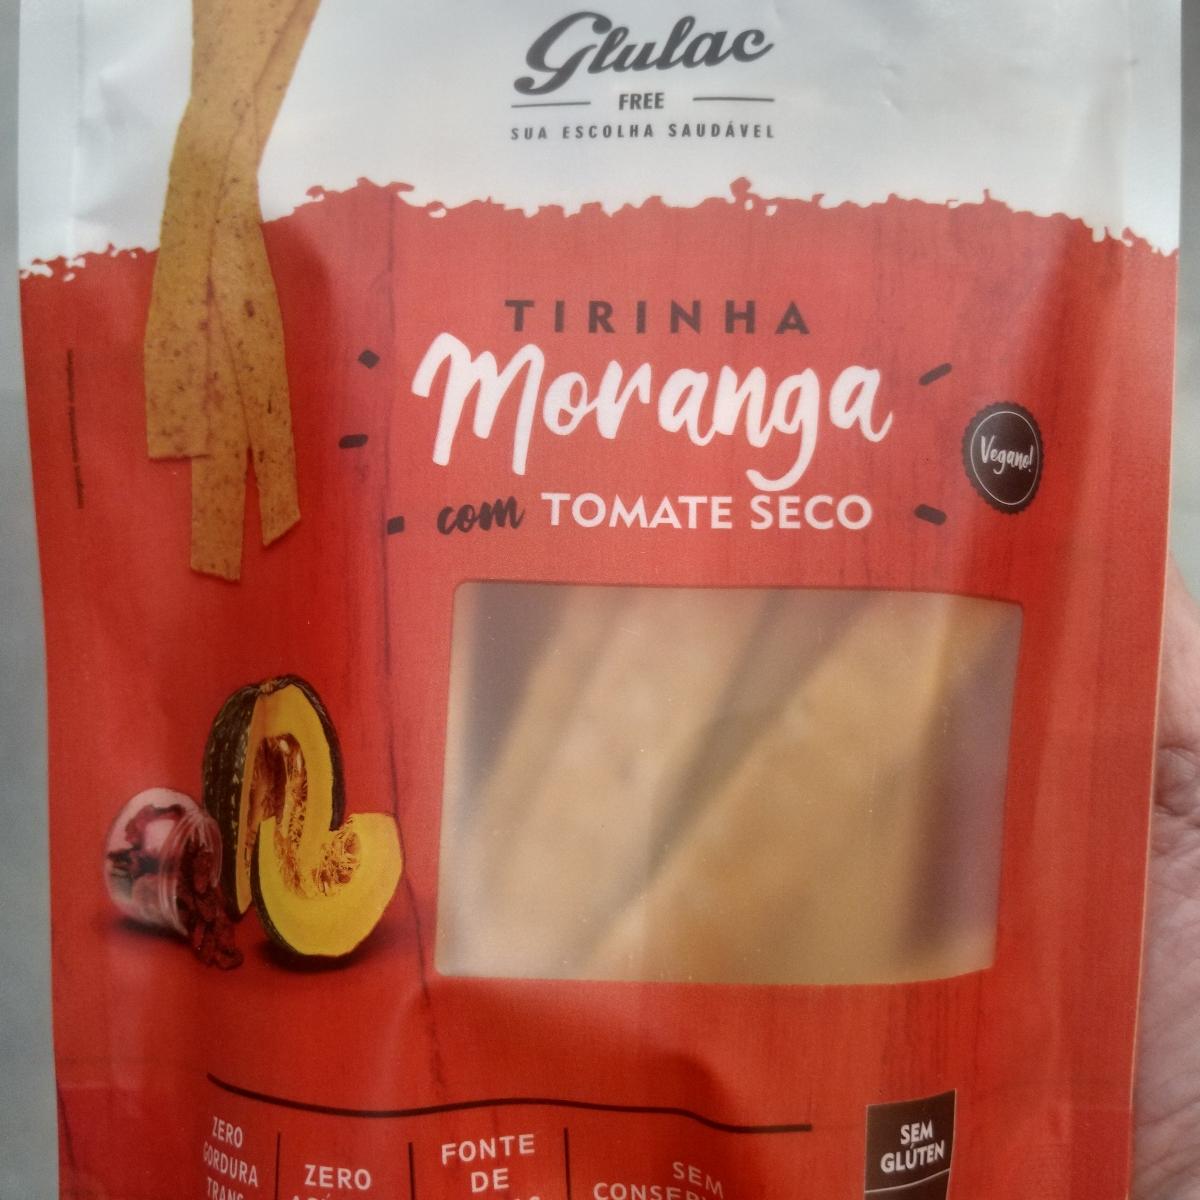 Glulac
FREE
SUA ESCOLHA SAUDÁVEL
TIRINHA
Moranga
com TOMATE SECO
Vegano!
ZERO
GORDURA
TRANS
ZERO
FONTE
DE
SEM
SEM
GLÚTEN